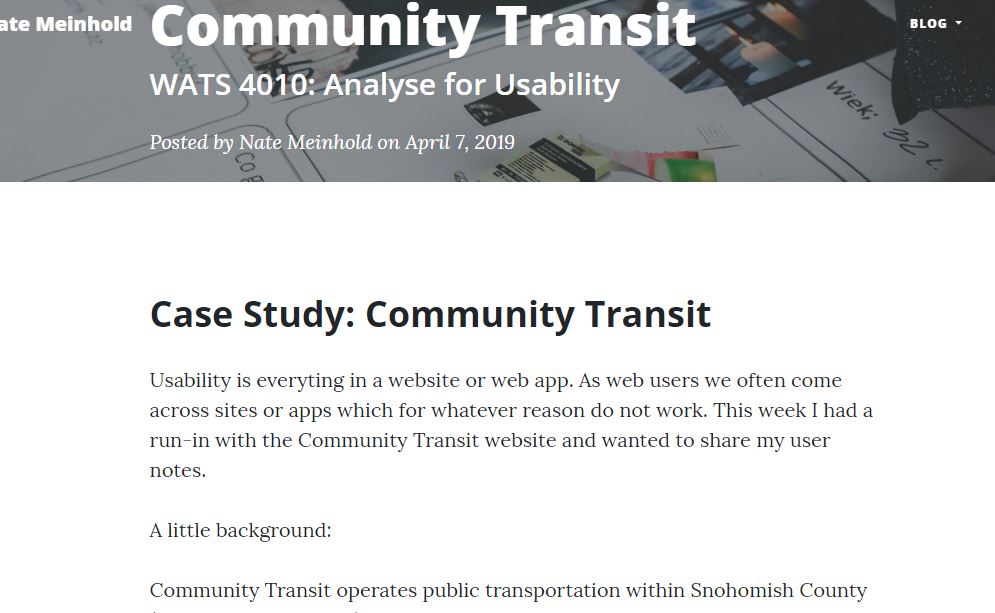 ate Meinhold
Community Transit
BLOG
WATS 4010: Analyse for Usability
Posted by Nate Meinhold on April 7, 2019
Wiek;
Case Study: Community Transit
Usability is everyting in a website or web app. As web users we often come
across sites or apps which for whatever reason do not work. This week I had a
run-in with the Community Transit website and wanted to share my user
notes.
A little background:
Community Transit operates public transportation within Snohomish County